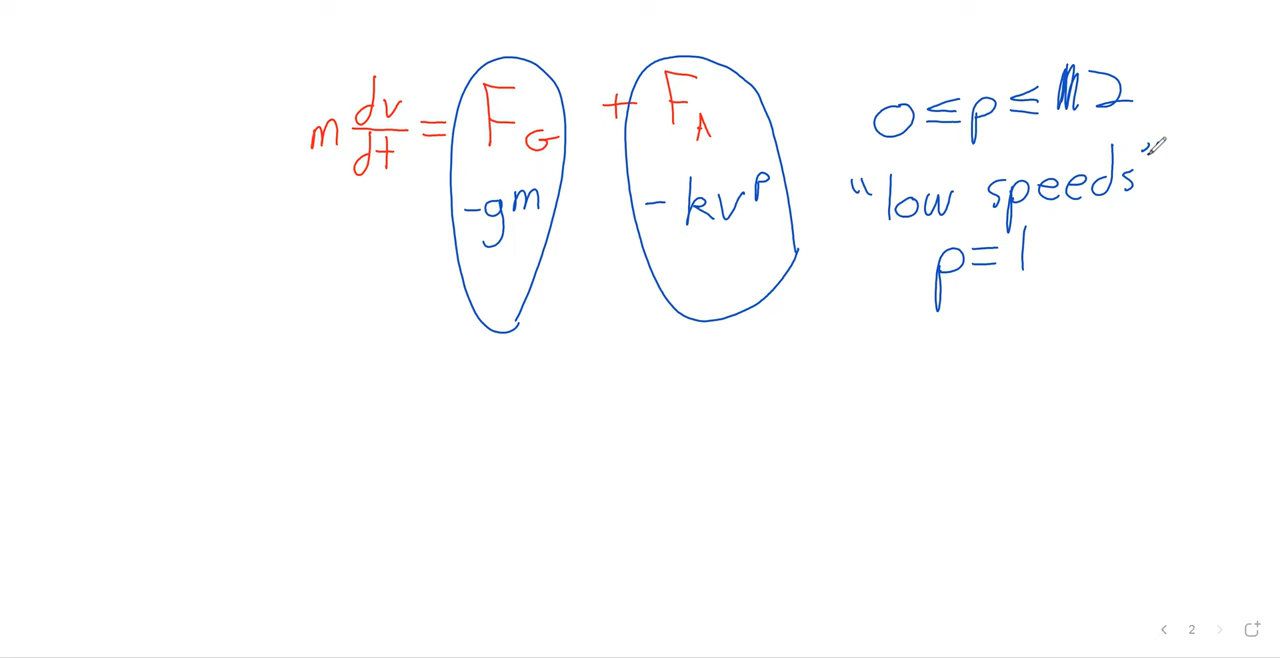 m dv/dt = F_G + F_A
0 ≤ p ≤ 2
-gm
- kv^p
"low speeds"
p = 1
2